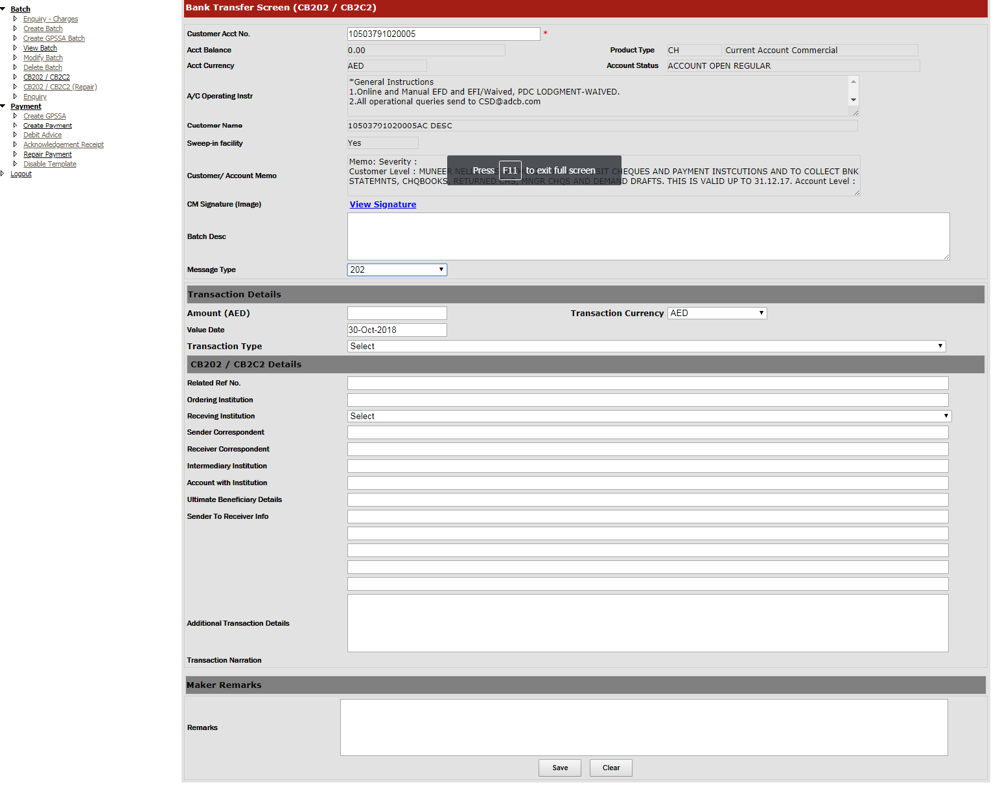 Batch
Enquiry - Charges
Create Batch
Create GPSSA Batch
View Batch
Modify Batch
Delete Batch
CB202 / CB2C2
CB202 / CB2C2 (Repair)
Enquiry
Payment
Create GPSSA
Create Payment
Debit Advice
Acknowledgement Receipt
Repair Payment
Disable Template
Logout
Bank Transfer Screen (CB202 / CB2C2)
Customer Acct No. 10503791020005 *
Acct Balance 0.00 Product Type CH Current Account Commercial
Acct Currency AED Account Status ACCOUNT OPEN REGULAR
A/C Operating Instr
*General Instructions
1.Online and Manual EFD and EFI/Waived, PDC LODGMENT-WAIVED.
2.All operational queries send to CSD@adcb.com
Customer Name 10503791020005AC DESC
Sweep-in facility Yes
Customer/ Account Memo
Memo: Severity :
Customer Level : MUNEER CHEQUES AND PAYMENT INSTCUTIONS AND TO COLLECT BNK
STATEMNTS, CHQBOOKS, RETURNED CHS, MNGR CHQS AND DEMAND DRAFTS. THIS IS VALID UP TO 31.12.17. Account Level :
Press F11 to exit full screen
CM Signature (Image) View Signature
Batch Desc
Message Type 202
Transaction Details
Amount (AED) Transaction Currency AED
Value Date 30-Oct-2018
Transaction Type Select
CB202 / CB2C2 Details
Related Ref No.
Ordering Institution
Receving Institution Select
Sender Correspondent
Receiver Correspondent
Intermediary Institution
Account with Institution
Ultimate Beneficiary Details
Sender To Receiver Info
Additional Transaction Details
Transaction Narration
Maker Remarks
Remarks
Save Clear